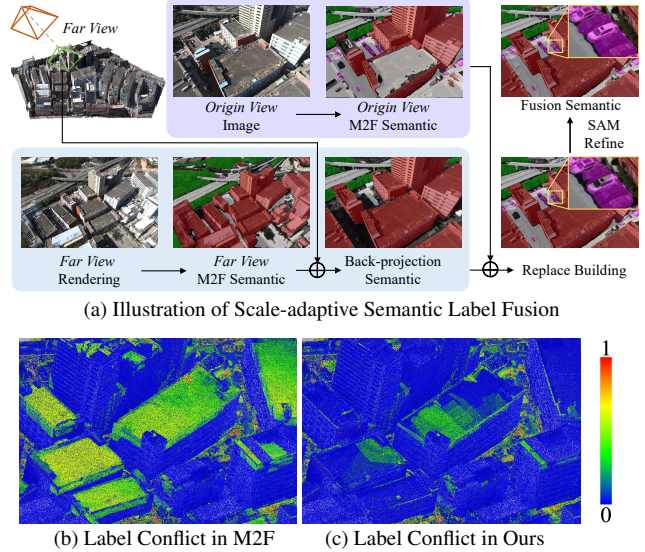 Far View
Origin View
Image
Origin View
M2F Semantic
Fusion Semantic
SAM
Refine
Far View
Rendering
Far View
M2F Semantic
Back-projection
Semantic
Replace Building
(a) Illustration of Scale-adaptive Semantic Label Fusion
1
0
(b) Label Conflict in M2F
(c) Label Conflict in Ours